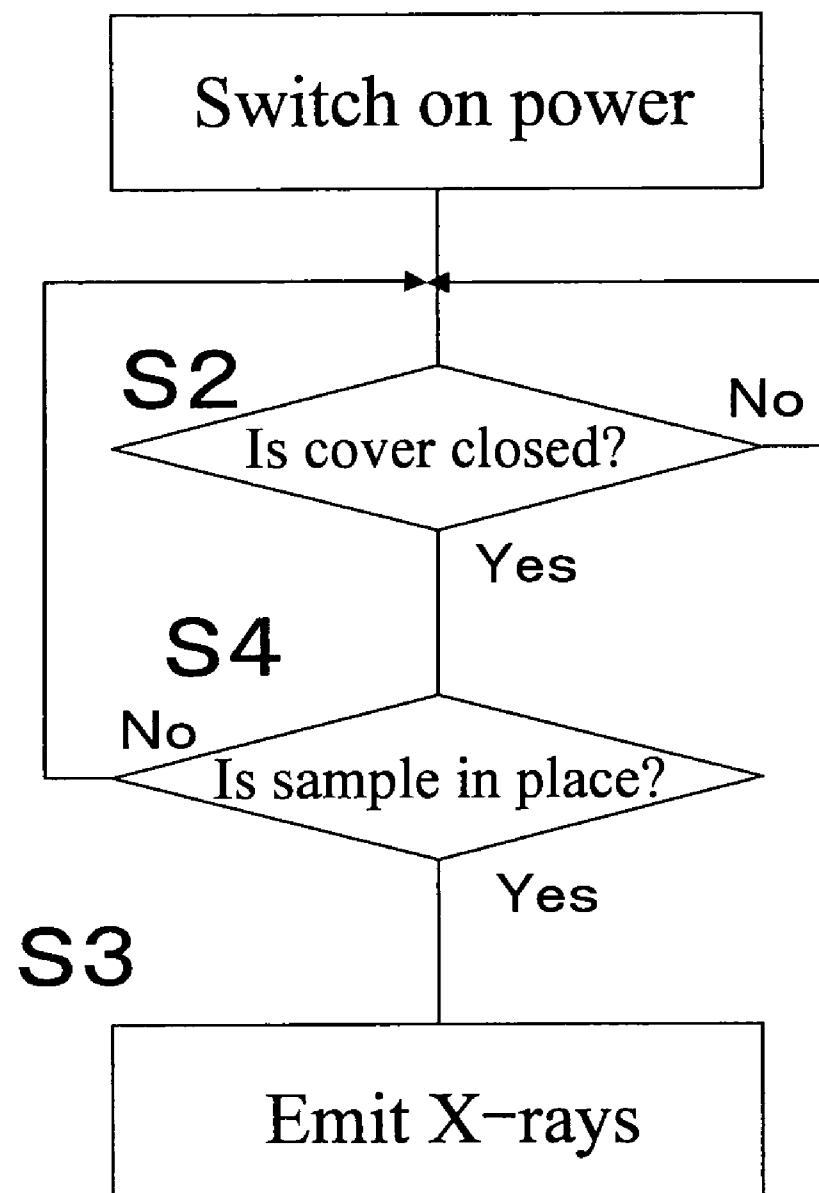 Switch on power
S2
No
Is cover closed?
Yes
S4
No
Is sample in place?
Yes
S3
Emit X-rays